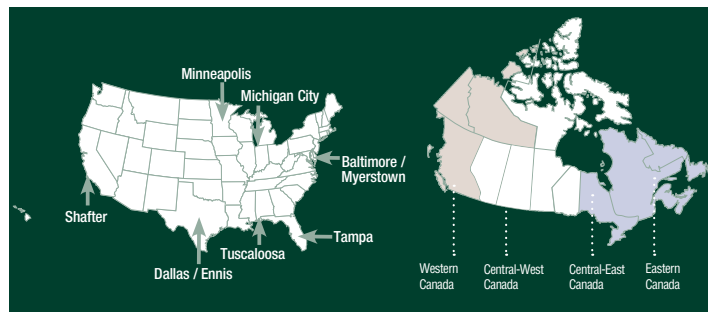 Minneapolis
Michigan City
Baltimore /
Myerstown
Shafter
Tampa
Tuscaloosa
Dallas / Ennis
Western
Canada
Central-West
Canada
Central-East
Canada
Eastern
Canada